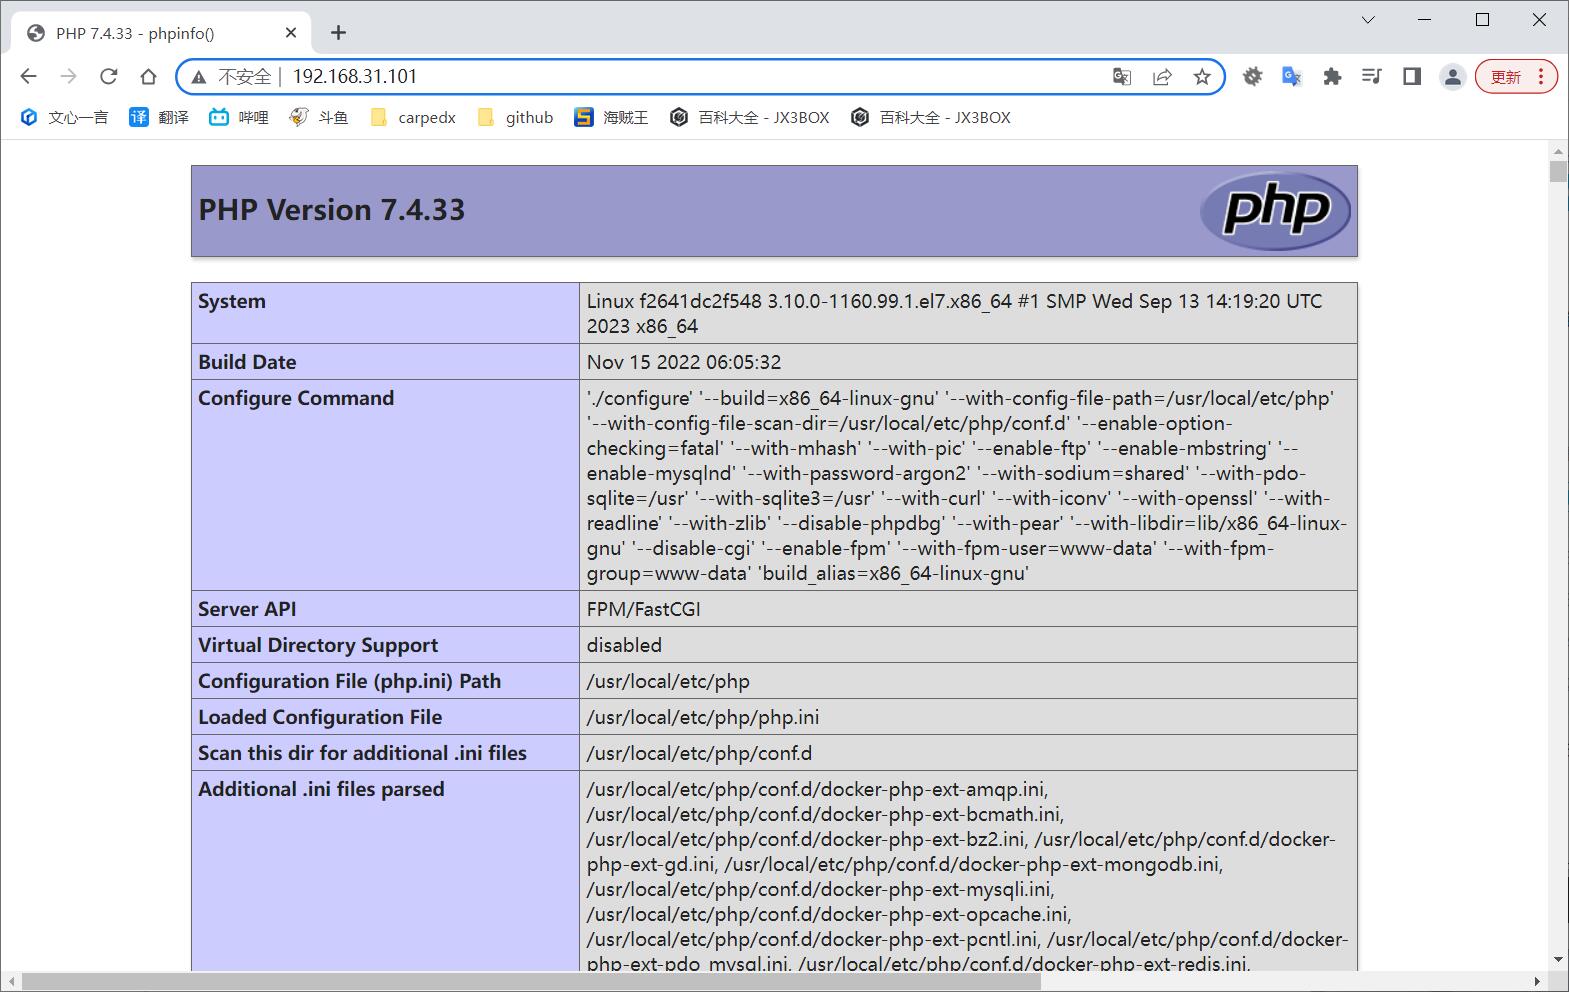 PHP 7.4.33 - phpinfo()
不安全 192.168.31.101
更新
文心一言 译 翻译 哔哩 斗鱼 carpedx github 海贼王 百科大全 - JX3BOX 百科大全 - JX3BOX
PHP Version 7.4.33
php
System
Linux f2641dc2f548 3.10.0-1160.99.1.el7.x86_64 #1 SMP Wed Sep 13 14:19:20 UTC
2023 x86_64
Build Date
Nov 15 2022 06:05:32
Configure Command
'./configure' '--build=x86_64-linux-gnu' '--with-config-file-path=/usr/local/etc/php'
'--with-config-file-scan-dir=/usr/local/etc/php/conf.d' '--enable-option-
checking=fatal' '--with-mhash' '--with-pic' '--enable-ftp' '--enable-mbstring' '--
enable-mysqlnd' '--with-password-argon2' '--with-sodium=shared' '--with-pdo-
sqlite=/usr' '--with-sqlite3=/usr' '--with-curl' '--with-iconv' '--with-openssl' '--with-
readline' '--with-zlib' '--disable-phpdbg' '--with-pear' '--with-libdir=lib/x86_64-linux-
gnu' '--disable-cgi' '--enable-fpm' '--with-fpm-user=www-data' '--with-fpm-
group=www-data' 'build_alias=x86_64-linux-gnu'
Server API
FPM/FastCGI
Virtual Directory Support
disabled
Configuration File (php.ini) Path
/usr/local/etc/php
Loaded Configuration File
/usr/local/etc/php/php.ini
Scan this dir for additional .ini files
/usr/local/etc/php/conf.d
Additional .ini files parsed
/usr/local/etc/php/conf.d/docker-php-ext-amqp.ini,
/usr/local/etc/php/conf.d/docker-php-ext-bcmath.ini,
/usr/local/etc/php/conf.d/docker-php-ext-bz2.ini, /usr/local/etc/php/conf.d/docker-
php-ext-gd.ini, /usr/local/etc/php/conf.d/docker-php-ext-mongodb.ini,
/usr/local/etc/php/conf.d/docker-php-ext-mysqli.ini,
/usr/local/etc/php/conf.d/docker-php-ext-opcache.ini,
/usr/local/etc/php/conf.d/docker-php-ext-pcntl.ini, /usr/local/etc/php/conf.d/docker-
php-ext-pdo_mysql.ini, /usr/local/etc/php/conf.d/docker-php-ext-redis.ini,